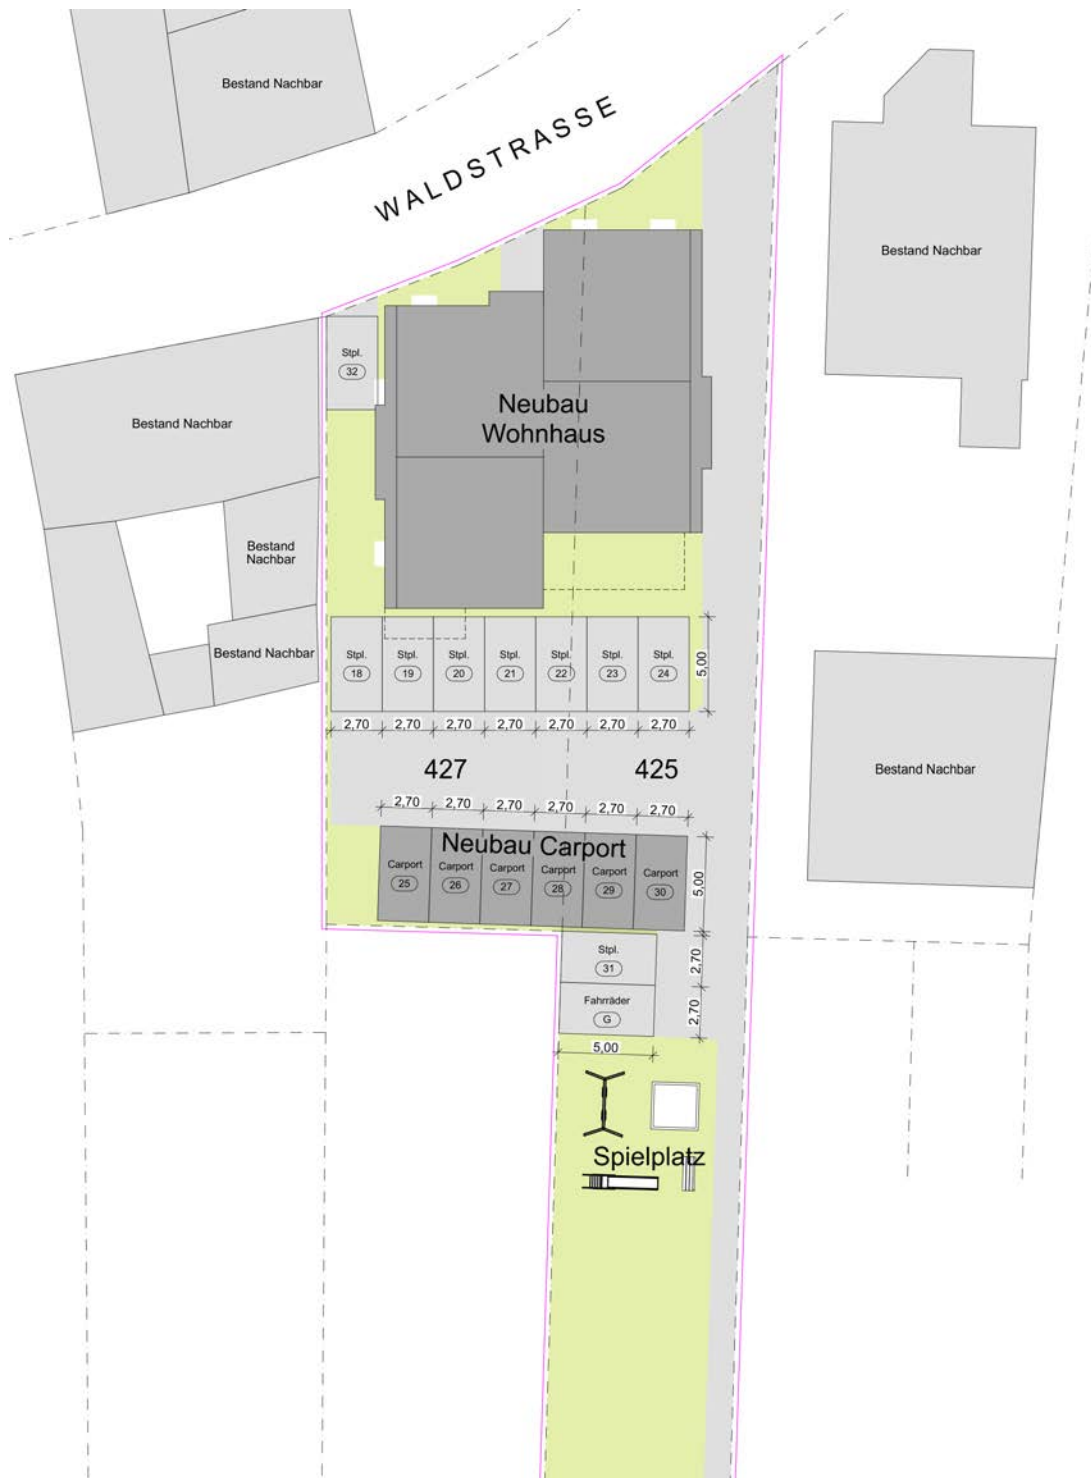 Bestand Nachbar
WALDSTRASSE
Bestand Nachbar
Stpl.
32
Neubau
Wohnhaus
Bestand Nachbar
Bestand
Nachbar
Bestand Nachbar
Stpl.
18
Stpl.
19
Stpl.
20
Stpl.
21
Stpl.
22
Stpl.
23
Stpl.
24
5,00
2,70
2,70
2,70
2,70
2,70
2,70
2,70
427
425
Bestand Nachbar
2,70
2,70
2,70
2,70
2,70
2,70
Neubau Carport
Carport
25
Carport
26
Carport
27
Carport
28
Carport
29
Carport
30
5,00
Stpl.
31
2,70
Fahrräder
G
2,70
5,00
Spielplatz